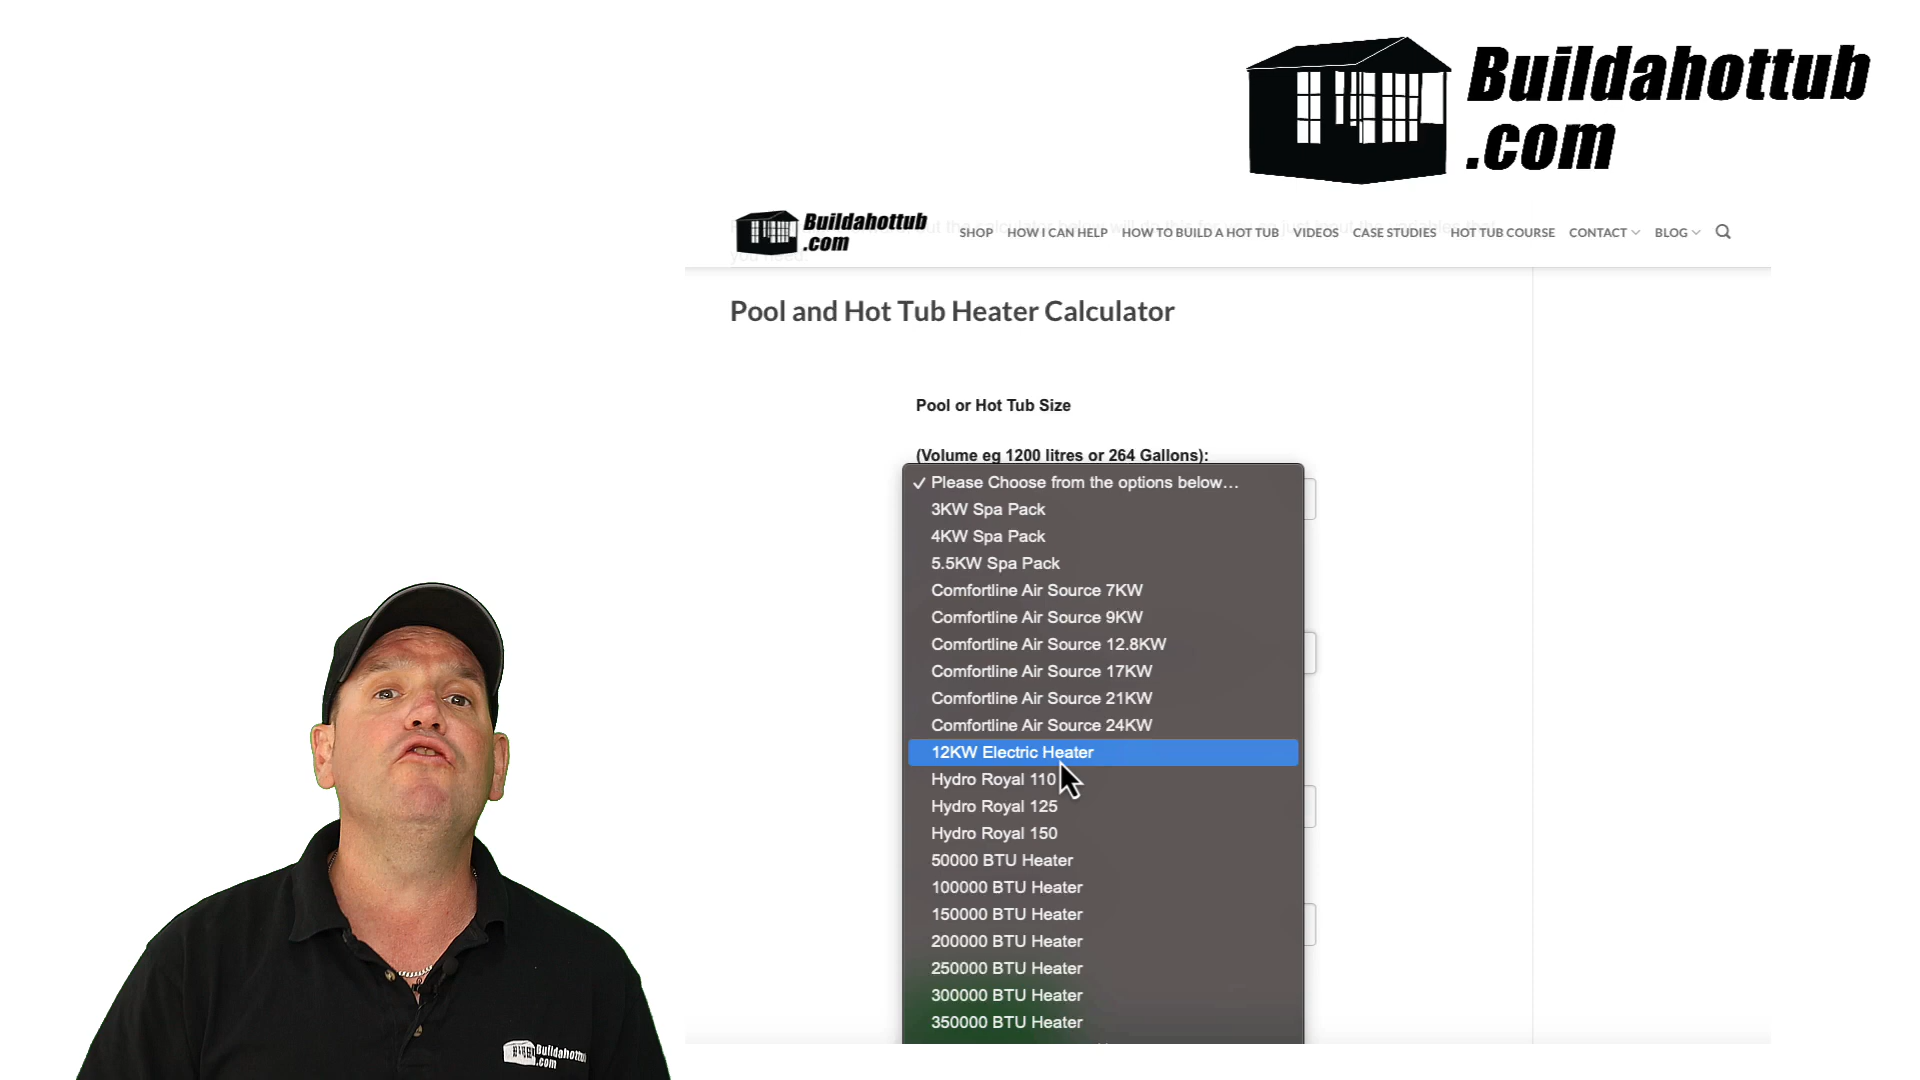 Buildahottub
.com
Buildahottub
.com
SHOP HOW I CAN HELP HOW TO BUILD A HOT TUB VIDEOS CASE STUDIES HOT TUB COURSE CONTACT BLOG
you need.
Pool and Hot Tub Heater Calculator
Pool or Hot Tub Size
(Volume eg 1200 litres or 264 Gallons):
✓ Please Choose from the options below…
3KW Spa Pack
4KW Spa Pack
5.5KW Spa Pack
Comfortline Air Source 7KW
Comfortline Air Source 9KW
Comfortline Air Source 12.8KW
Comfortline Air Source 17KW
Comfortline Air Source 21KW
Comfortline Air Source 24KW
12KW Electric Heater
Hydro Royal 110
Hydro Royal 125
Hydro Royal 150
50000 BTU Heater
100000 BTU Heater
150000 BTU Heater
200000 BTU Heater
250000 BTU Heater
300000 BTU Heater
350000 BTU Heater
Buildahottub
.com